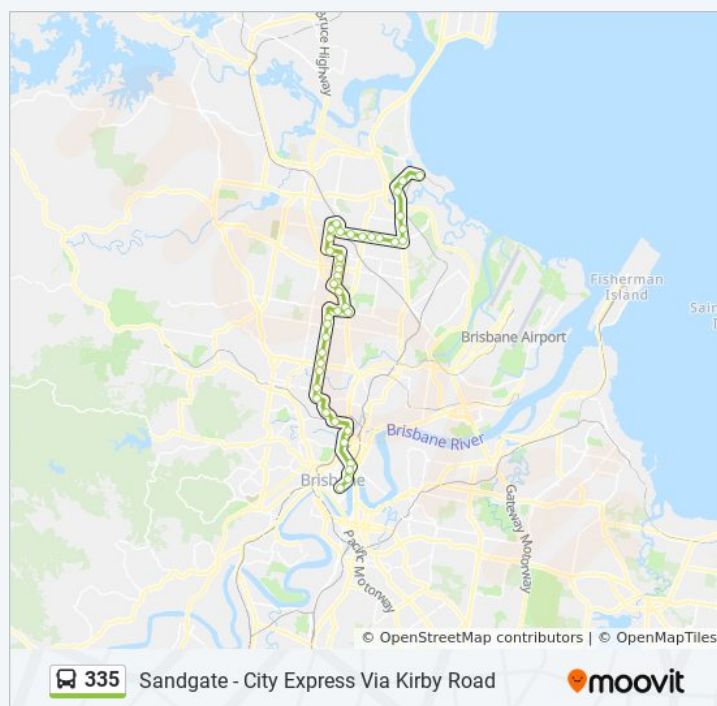 Bruce Highway
Fisherman
Island
Sain
Brisbane Airport
Brisbane River
Brisbane
Gateway Motorway
Pacific Motorway
© OpenStreetMap contributors | © OpenMapTiles
335 Sandgate - City Express Via Kirby Road
moovit